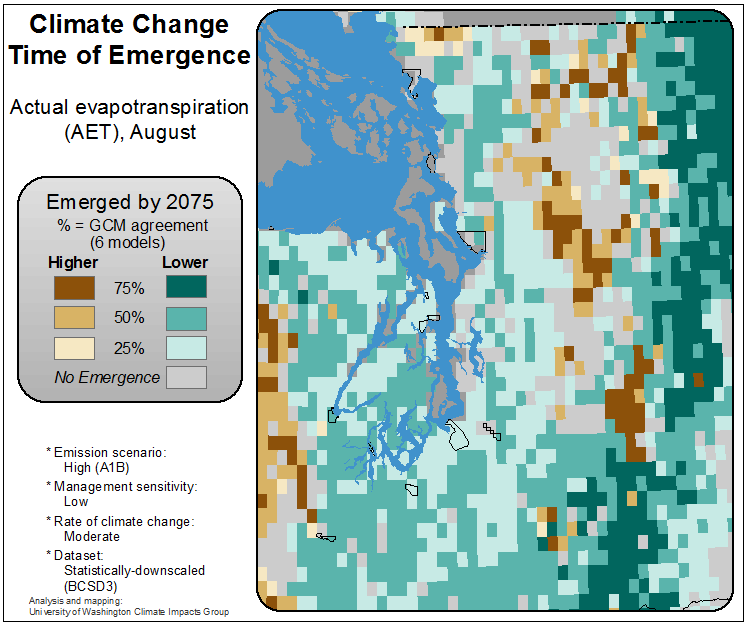 Climate Change
Time of Emergence
Actual evapotranspiration
(AET), August
Emerged by 2075
% = GCM agreement
(6 models)
Higher Lower
75%
50%
25%
No Emergence
* Emission scenario:
High (A1B)
* Management sensitivity:
Low
* Rate of climate change:
Moderate
* Dataset:
Statistically-downscaled
(BCSD3)
Analysis and mapping:
University of Washington Climate Impacts Group